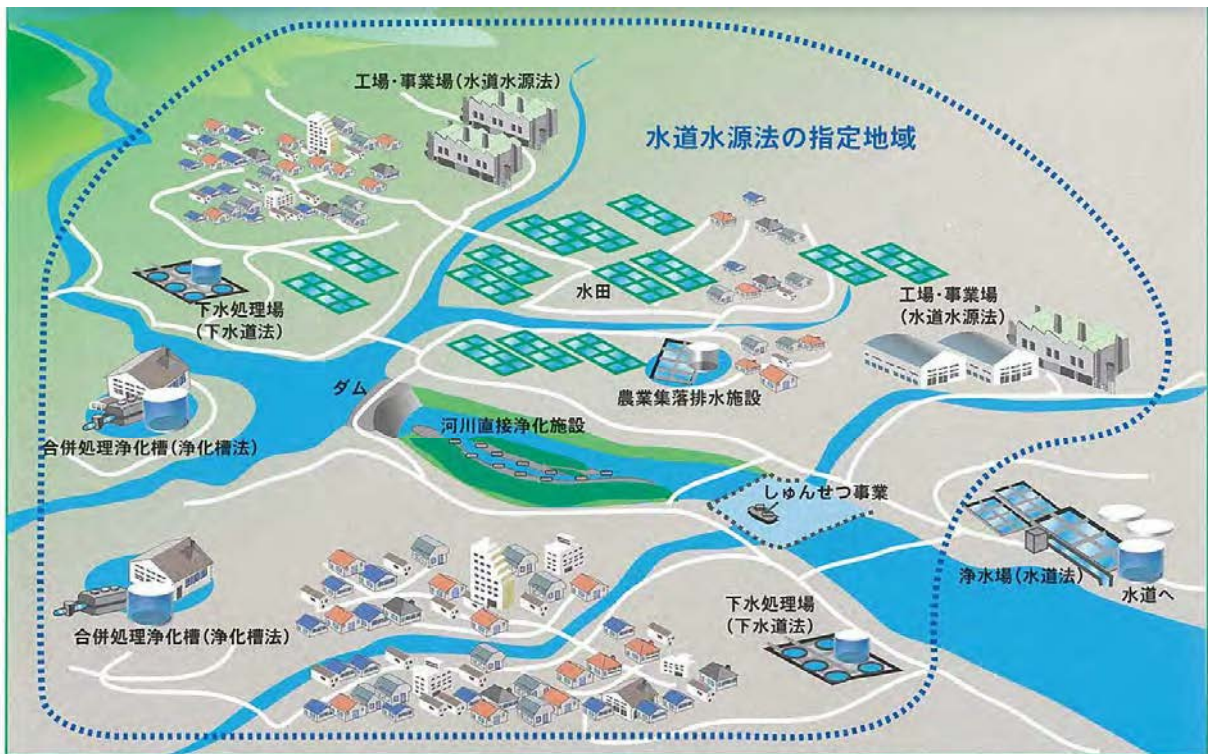 工場・事業場(水道水源法)
水道水源法の指定地域
水田
工場・事業場
(水道水源法)
下水処理場
(下水道法)
ダム
農業集落排水施設
河川直接浄化施設
合併処理浄化槽(浄化槽法)
しゅんせつ事業
浄水場(水道法)
水道へ
下水処理場
(下水道法)
合併処理浄化槽(浄化槽法)